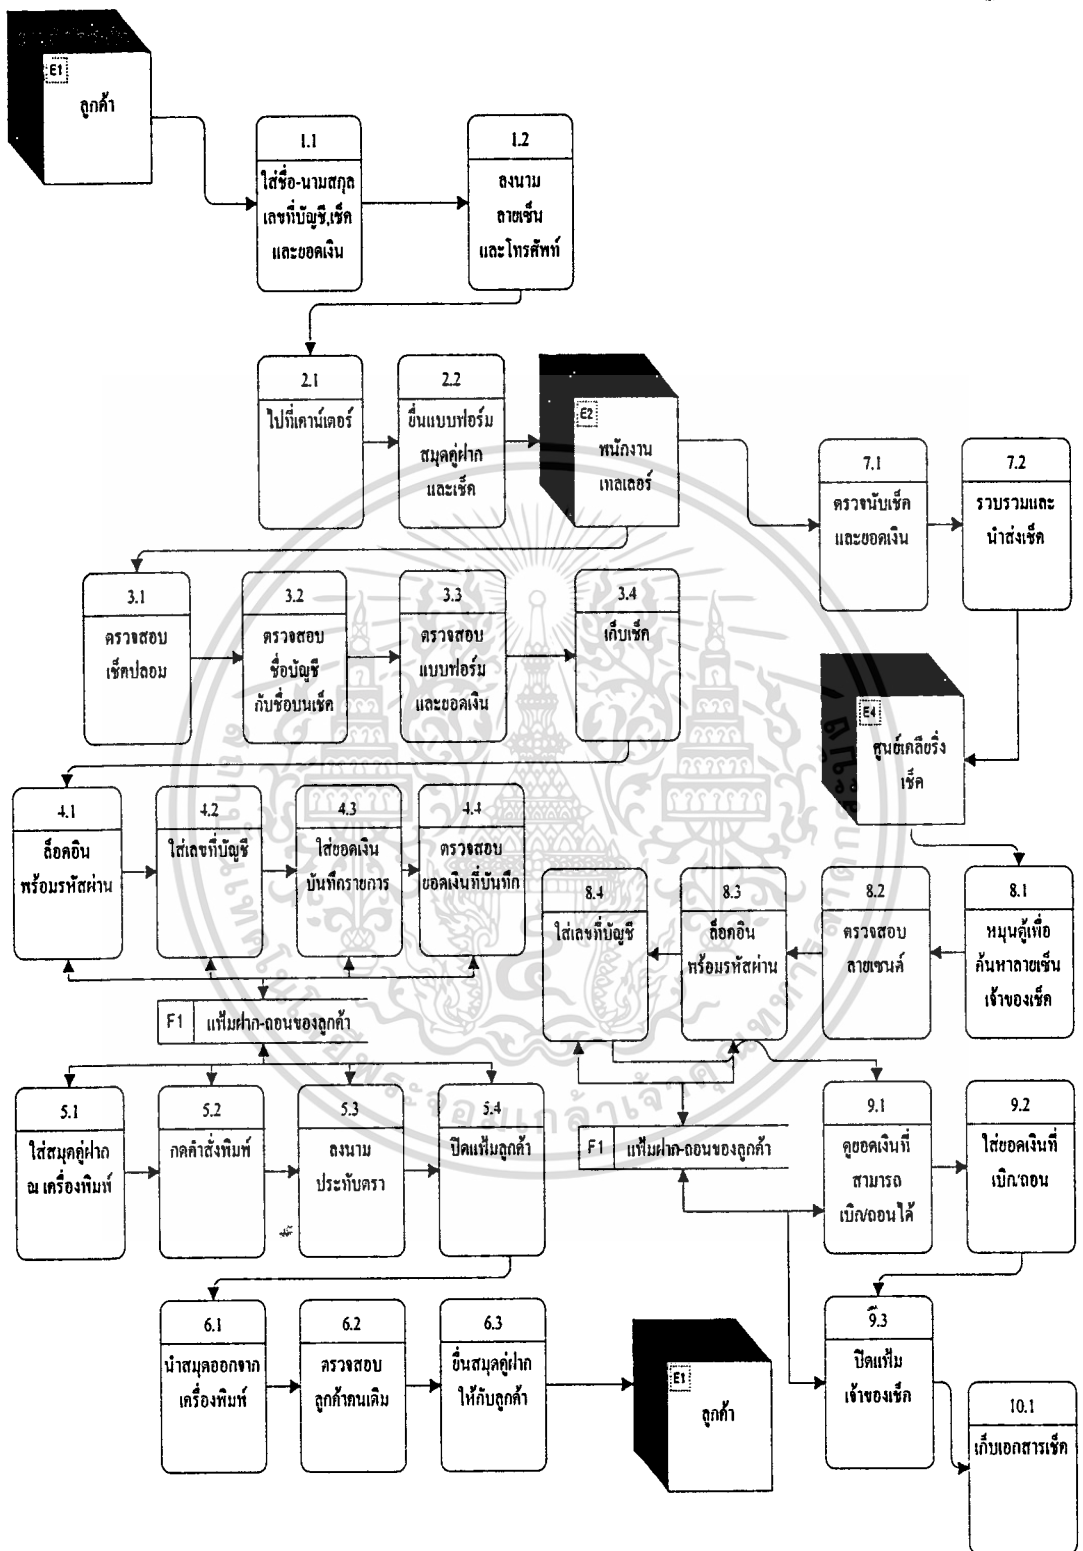 E1
ลูกค้า
1.1
ใส่ชื่อ-นามสกุล
เลขที่บัญชี,เช็ค
และยอดเงิน
1.2
ลงนาม
ลายเซ็น
และโทรศัพท์
2.1
ไปที่เคาน์เตอร์
2.2
ยื่นแบบฟอร์ม
สมุดคู่ฝาก
และเช็ค
E2
พนักงาน
เทลเลอร์
7.1
ตรวจนับเช็ค
และยอดเงิน
7.2
รวบรวมและ
นำส่งเช็ค
3.1
ตรวจสอบ
เช็คปลอม
3.2
ตรวจสอบ
ชื่อบัญชี
กับชื่อบนเช็ค
3.3
ตรวจสอบ
แบบฟอร์ม
และยอดเงิน
3.4
เก็บเช็ค
E4
ศูนย์เคลียริ่ง
เช็ค
4.1
ล็อคอิน
พร้อมรหัสผ่าน
4.2
ใส่เลขที่บัญชี
4.3
ใส่ยอดเงิน
บันทึกรายการ
4.4
ตรวจสอบ
ยอดเงินที่บันทึก
8.4
ใส่เลขที่บัญชี
8.3
ล็อคอิน
พร้อมรหัสผ่าน
8.2
ตรวจสอบ
ลายเซนต์
8.1
หมุนตู้เพื่อ
ค้นหาลายเซ็น
เจ้าของเช็ค
F1 แฟ้มฝาก-ถอนของลูกค้า
5.1
ใส่สมุดคู่ฝาก
ณ เครื่องพิมพ์
5.2
กดคำสั่งพิมพ์
5.3
ลงนาม
ประทับตรา
5.4
ปิดแฟ้มลูกค้า
F1 แฟ้มฝาก-ถอนของลูกค้า
9.1
ดูยอดเงินที่
สามารถ
เบิก/ถอนได้
9.2
ใส่ยอดเงินที่
เบิก/ถอน
6.1
นำสมุดออกจาก
เครื่องพิมพ์
6.2
ตรวจสอบ
ลูกค้าคนเดิม
6.3
ยื่นสมุดคู่ฝาก
ให้กับลูกค้า
E1
ลูกค้า
9.3
ปิดแฟ้ม
เจ้าของเช็ค
10.1
เก็บเอกสารเช็ค